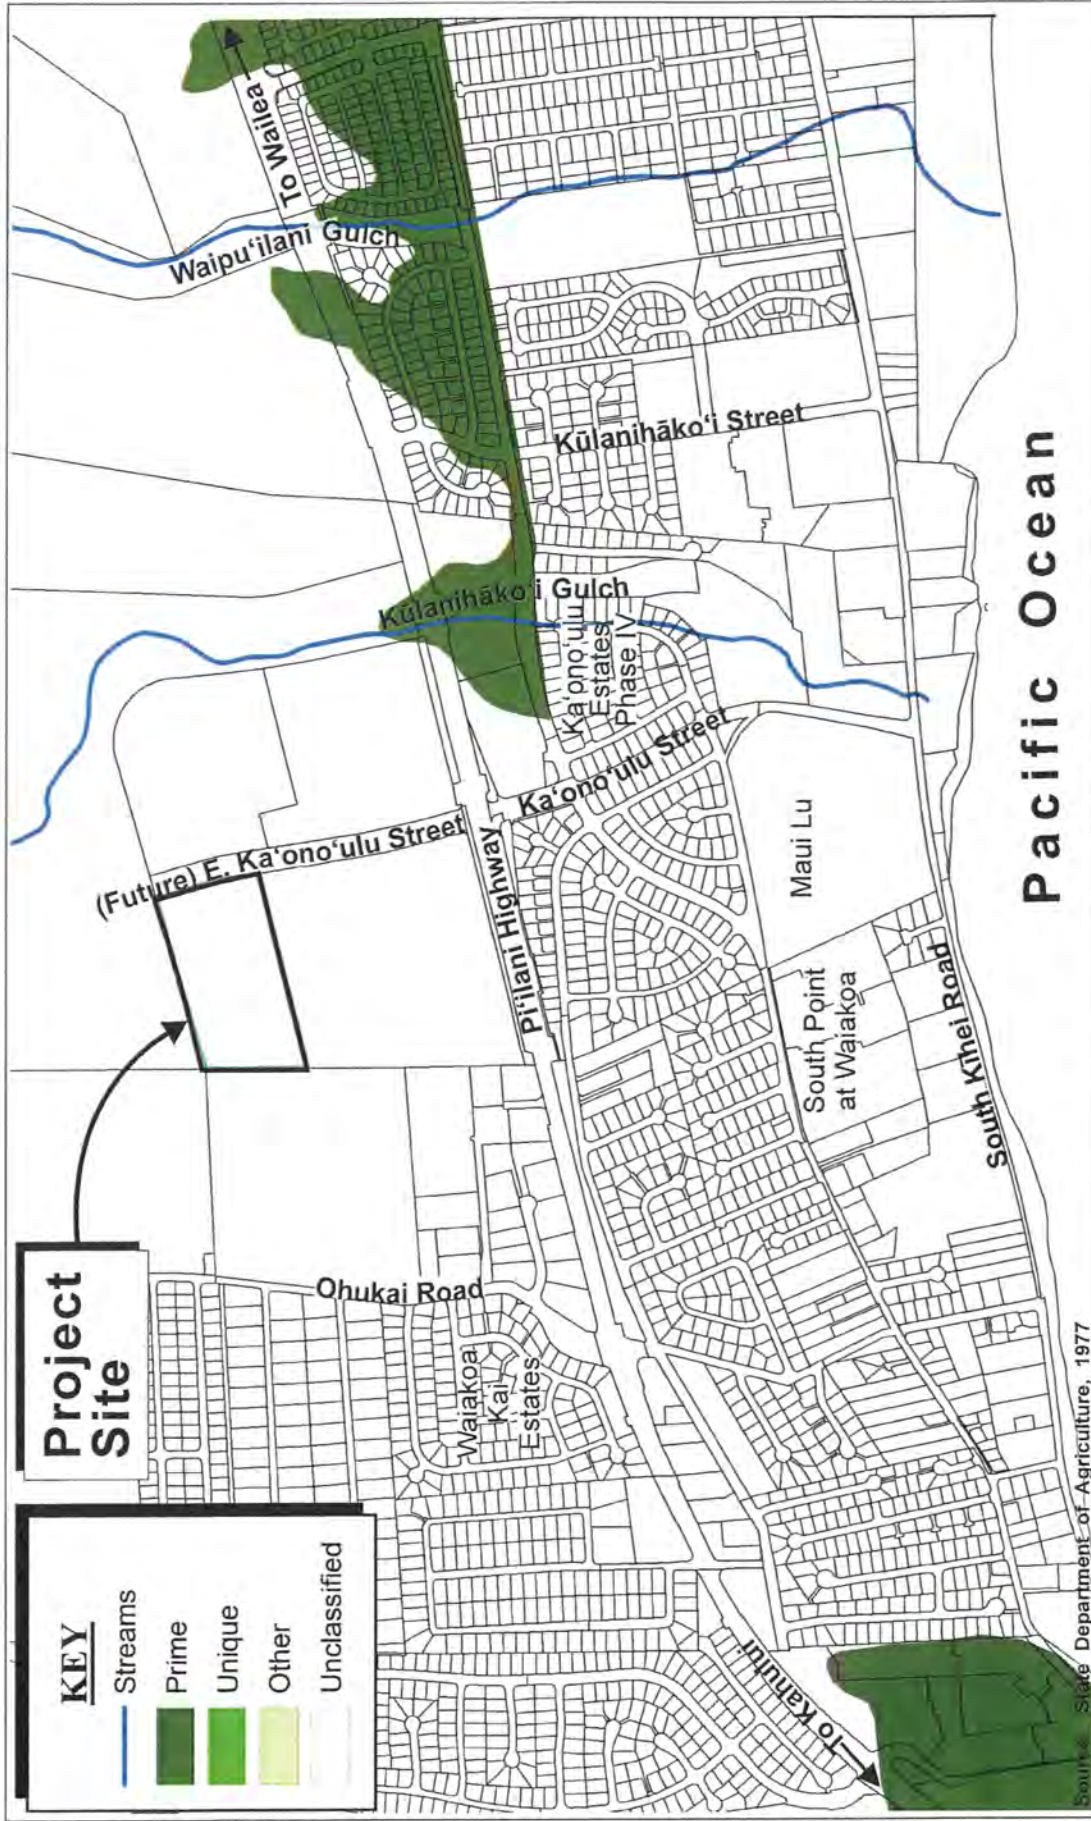 To Wailea
Waipu‘ilani Gulch
Kūlanihāko‘i Street
Kūlanihāko‘i Gulch
Ka‘ono‘ulu
Estates
Phase IV
Ka‘ono‘ulu Street
(Future) E. Ka‘ono‘ulu Street
Pi‘ilani Highway
Maui Lu
South Point
at Waiakoa
South Kihei Road
Pacific Ocean
Project
Site
Ohukai Road
Waiakoa
Kai
Estates
To Kahului
KEY
Streams
Prime
Unique
Other
Unclassified
Source: State Department of Agriculture, 1977